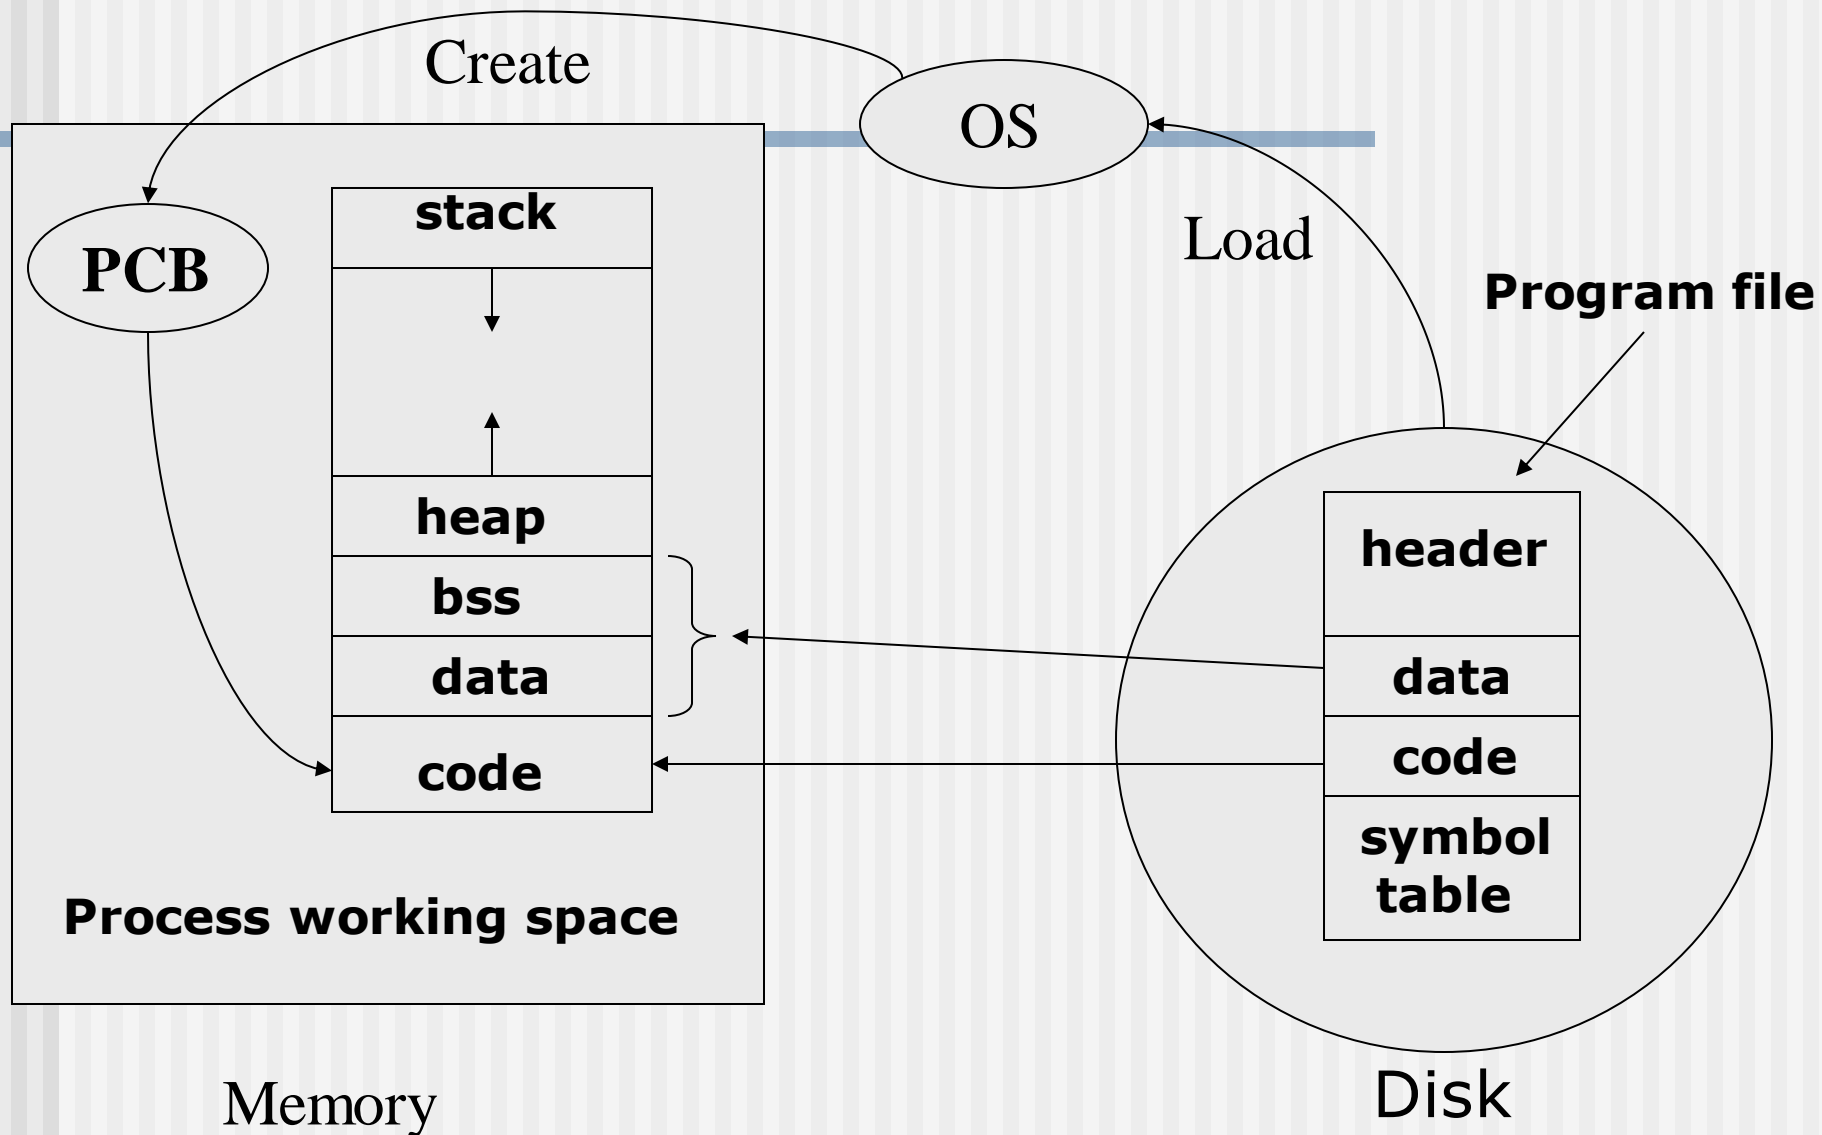 Create
OS
Load
PCB
stack
heap
bss
data
code
Process working space
Memory
Program file
header
data
code
symbol
table
Disk